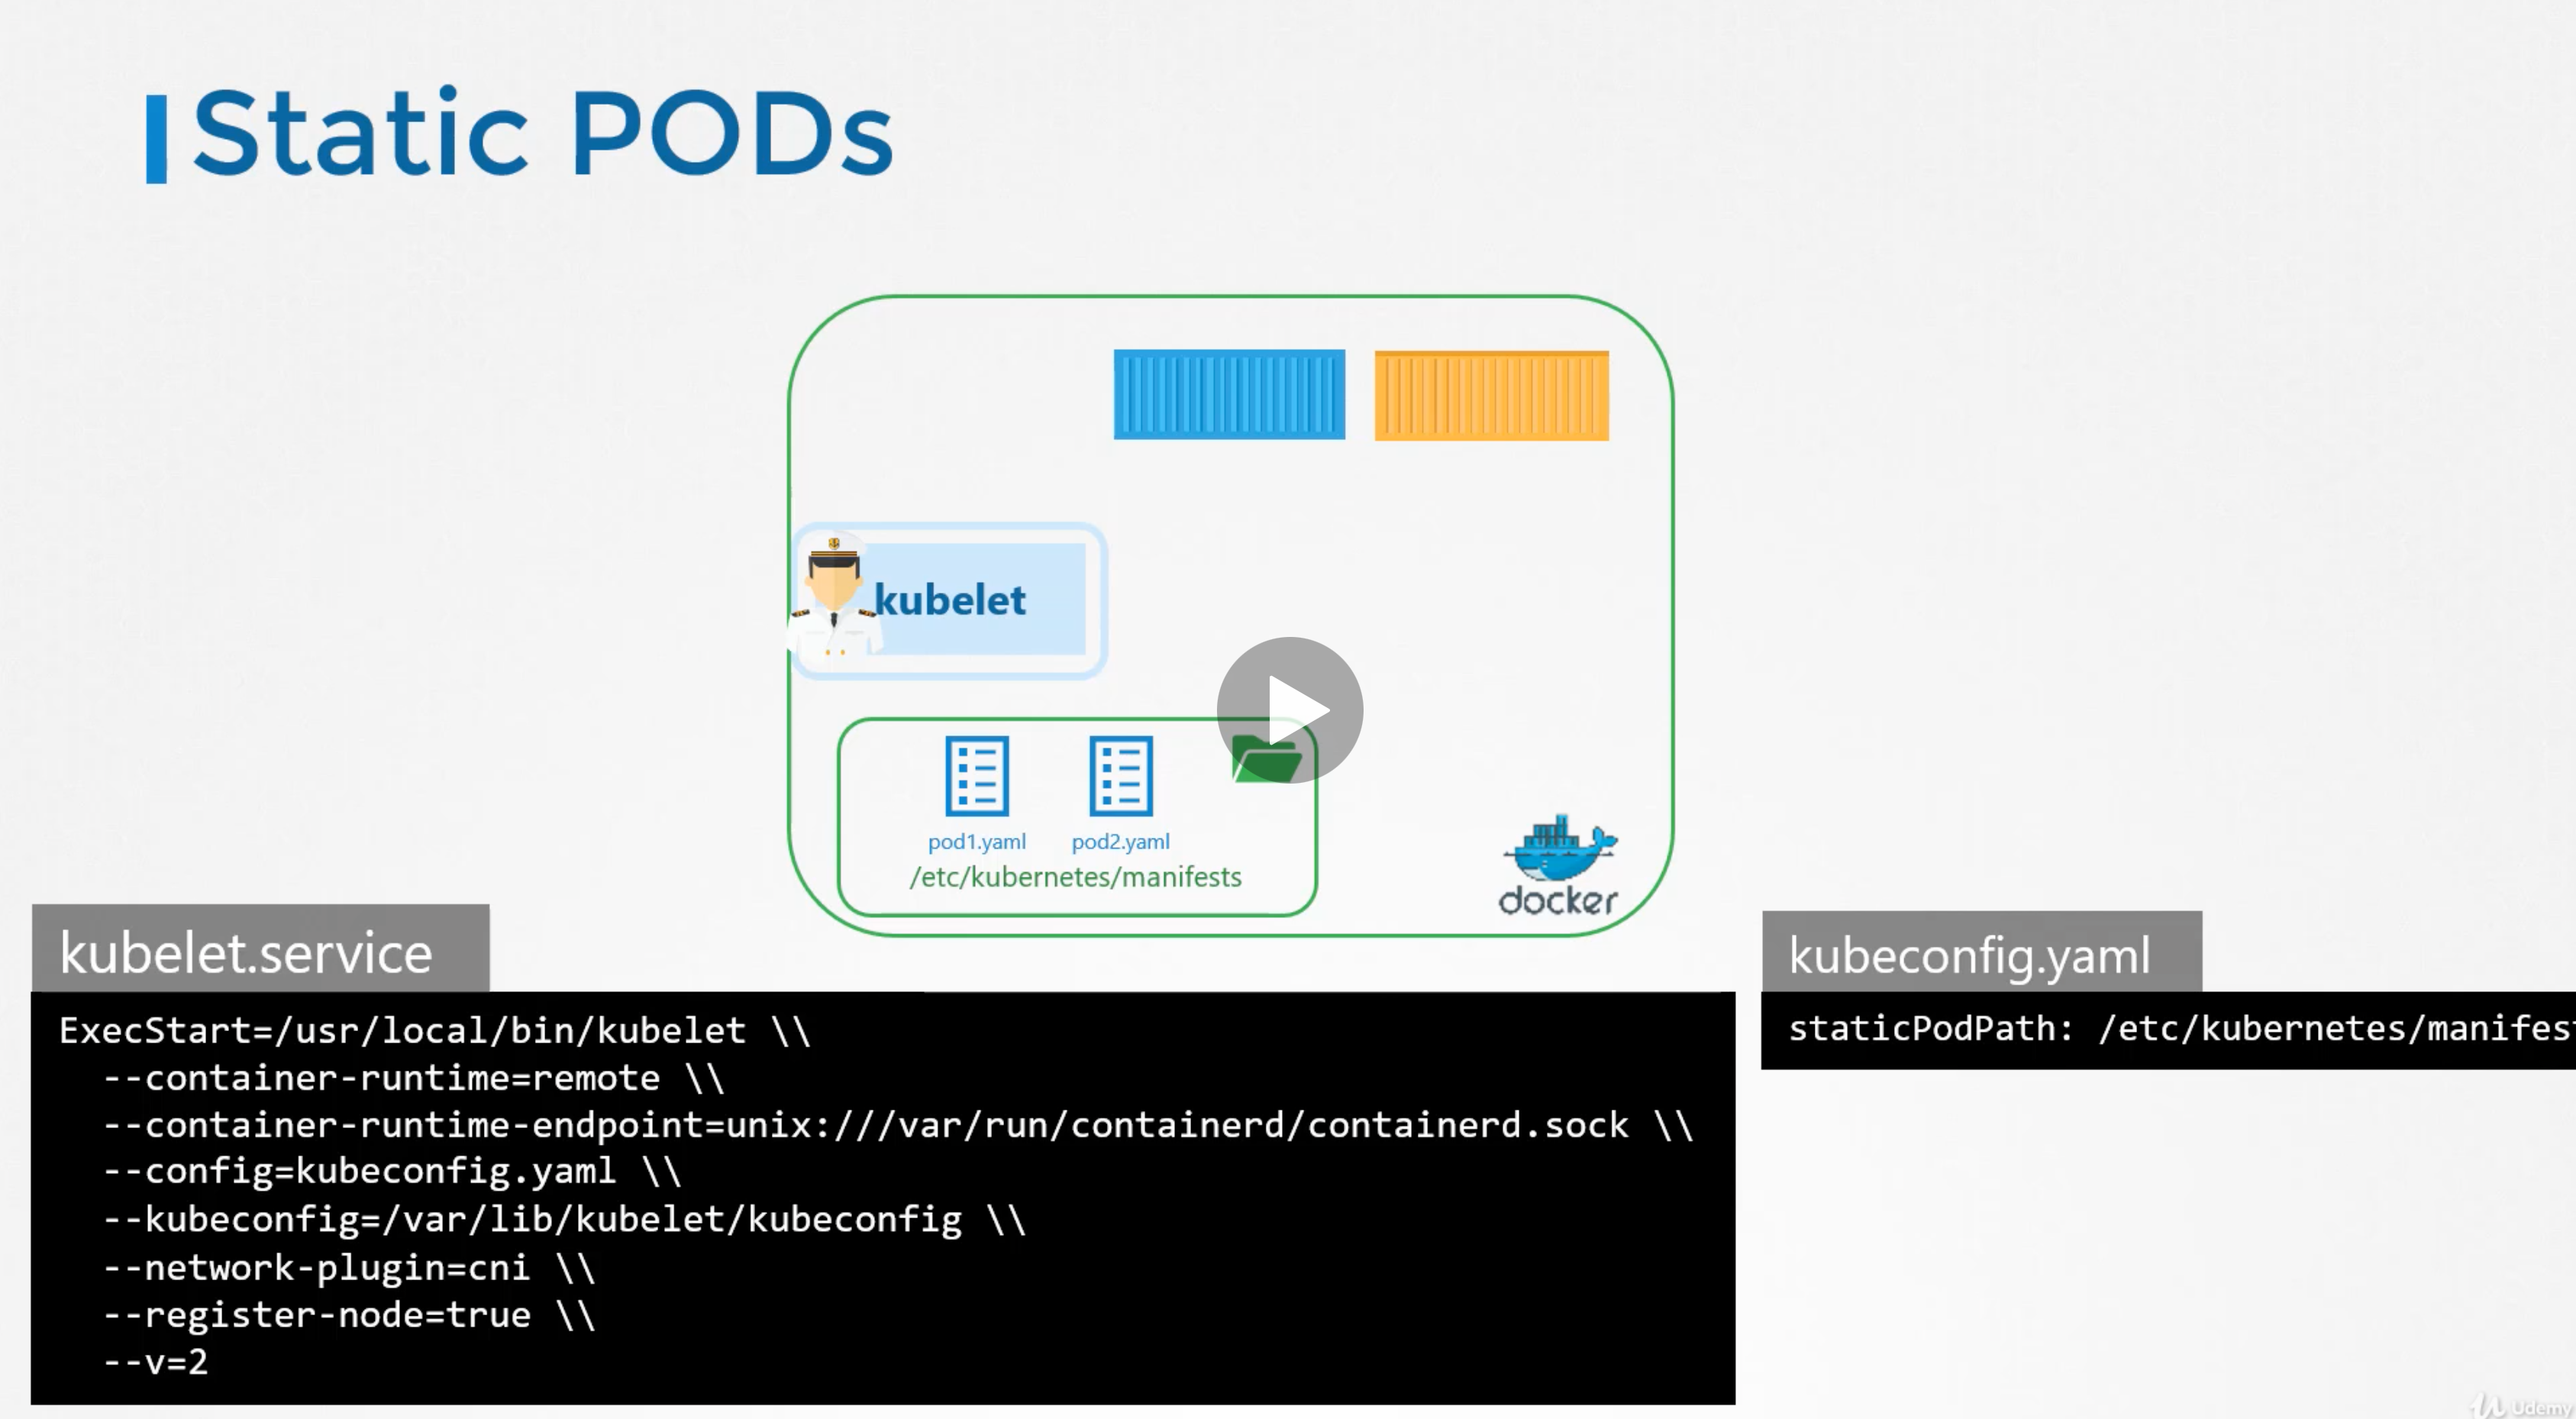 Static PODs
kubelet
pod1.yaml pod2.yaml
/etc/kubernetes/manifests
docker
kubelet.service
ExecStart=/usr/local/bin/kubelet \\
--container-runtime=remote \\
--container-runtime-endpoint=unix:///var/run/containerd/containerd.sock \\
--config=kubeconfig.yaml \\
--kubeconfig=/var/lib/kubelet/kubeconfig \\
--network-plugin=cni \\
--register-node=true \\
--v=2
kubeconfig.yaml
staticPodPath: /etc/kubernetes/manifes
Udemy